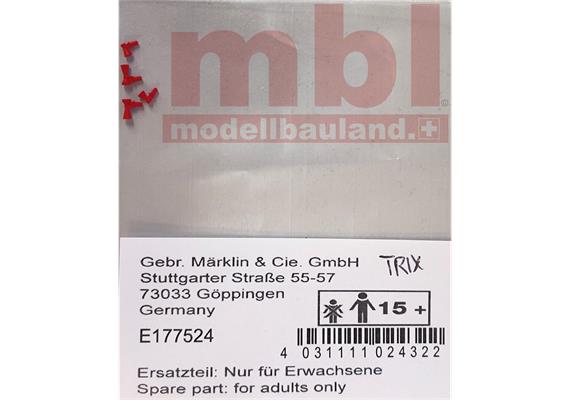 mbl
©
modellbauland.
Gebr. Märklin & Cie. GmbH
TRIX
Stuttgarter Straße 55-57
73033 Göppingen
Germany
15 +
E177524
4 031111 024322
Ersatzteil: Nur für Erwachsene
Spare part: for adults only